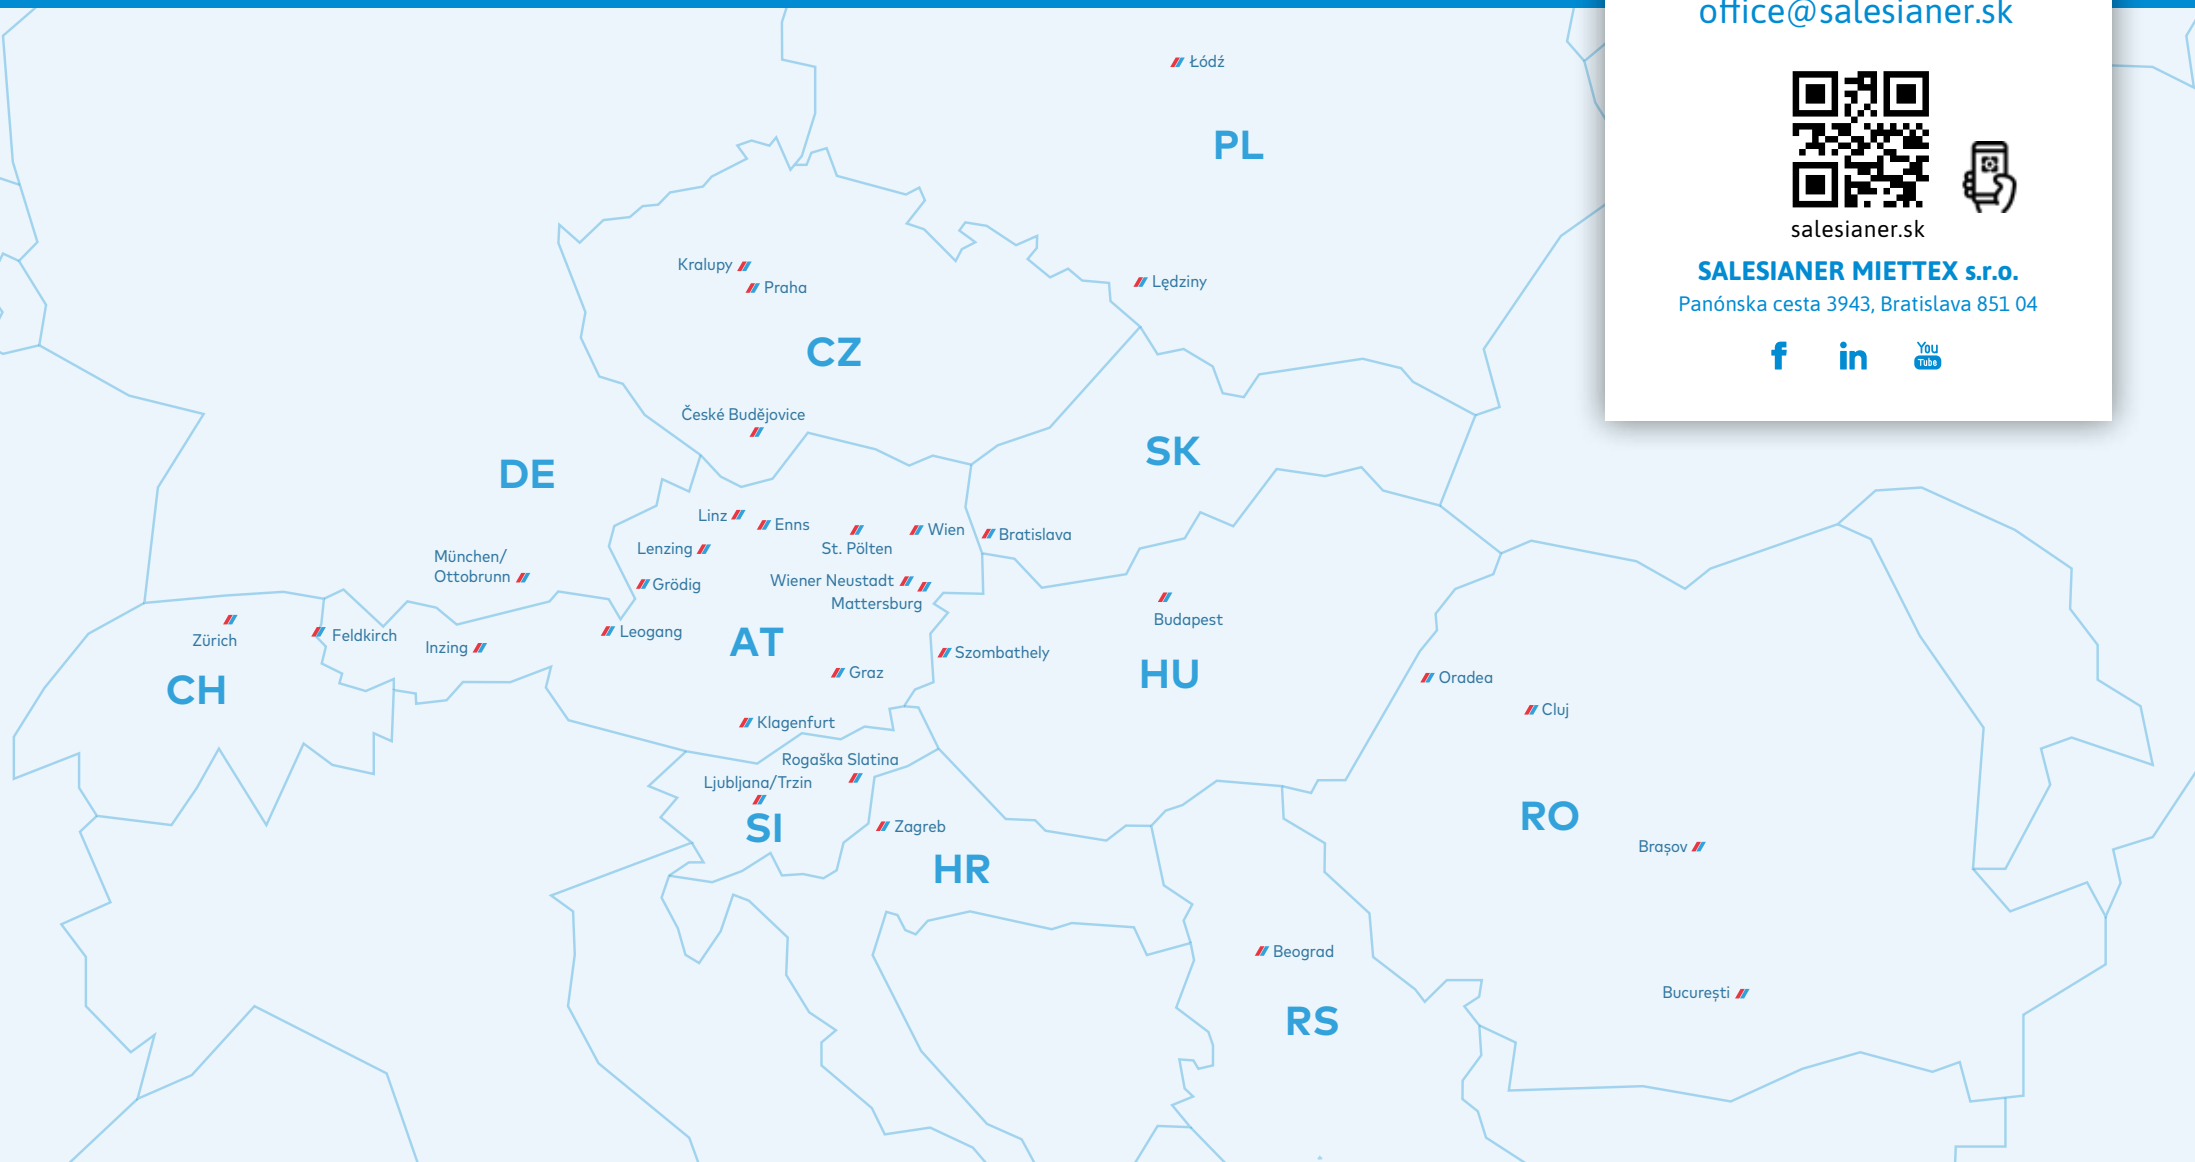 office@salesianer.sk
salesianer.sk
SALESIANER MIETTEX s.r.o.
Panónska cesta 3943, Bratislava 851 04
f
in
You
Tube
Łódź
PL
Kralupy
Praha
Lędziny
CZ
České Budějovice
SK
DE
Linz
Enns
Wien
Bratislava
St. Pölten
Lenzing
München/
Ottobrunn
Grödig
Wiener Neustadt
Mattersburg
Budapest
Zürich
Feldkirch
Inzing
Leogang
AT
Szombathely
HU
Graz
Oradea
CH
Cluj
Klagenfurt
Rogaška Slatina
Ljubljana/Trzin
SI
Zagreb
RO
HR
Brașov
Beograd
București
RS